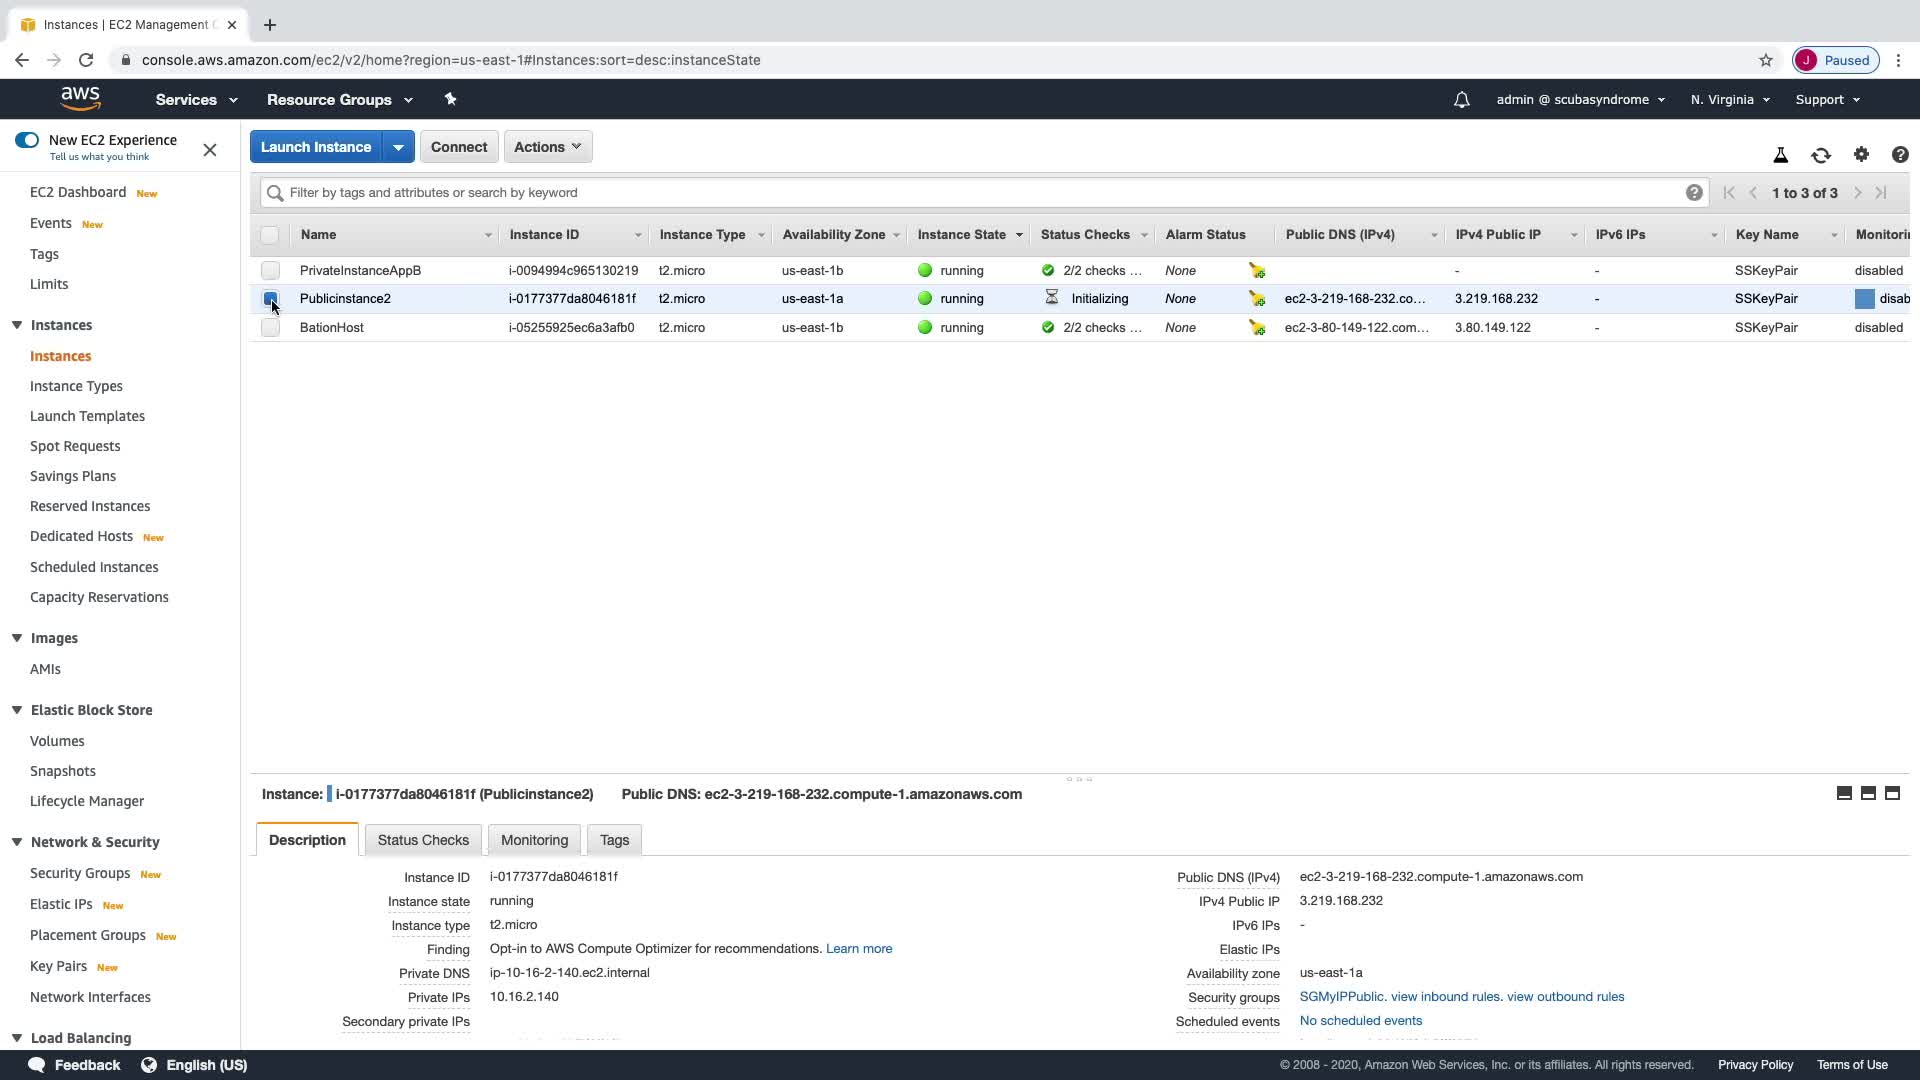 Instances | EC2 Management C
console.aws.amazon.com/ec2/v2/home?region=us-east-1#Instances:sort=desc:instanceState
J Paused
aws Services Resource Groups admin @ scubasyndrome N. Virginia Support
New EC2 Experience
Tell us what you think
EC2 Dashboard New
Events New
Tags
Limits
Instances
Instances
Instance Types
Launch Templates
Spot Requests
Savings Plans
Reserved Instances
Dedicated Hosts New
Scheduled Instances
Capacity Reservations
Images
AMIs
Elastic Block Store
Volumes
Snapshots
Lifecycle Manager
Network & Security
Security Groups New
Elastic IPs New
Placement Groups New
Key Pairs New
Network Interfaces
Load Balancing
Launch Instance Connect Actions
Filter by tags and attributes or search by keyword 1 to 3 of 3
Name Instance ID Instance Type Availability Zone Instance State Status Checks Alarm Status Public DNS (IPv4) IPv4 Public IP IPv6 IPs Key Name Monitorin
PrivateInstanceAppB i-0094994c965130219 t2.micro us-east-1b running 2/2 checks ... None - - SSKeyPair disabled
Publicinstance2 i-0177377da8046181f t2.micro us-east-1a running Initializing None ec2-3-219-168-232.co... 3.219.168.232 - SSKeyPair disab
BationHost i-05255925ec6a3afb0 t2.micro us-east-1b running 2/2 checks ... None ec2-3-80-149-122.com... 3.80.149.122 - SSKeyPair disabled
Instance: i-0177377da8046181f (Publicinstance2) Public DNS: ec2-3-219-168-232.compute-1.amazonaws.com
Description Status Checks Monitoring Tags
Instance ID i-0177377da8046181f
Instance state running
Instance type t2.micro
Finding Opt-in to AWS Compute Optimizer for recommendations. Learn more
Private DNS ip-10-16-2-140.ec2.internal
Private IPs 10.16.2.140
Secondary private IPs
Public DNS (IPv4) ec2-3-219-168-232.compute-1.amazonaws.com
IPv4 Public IP 3.219.168.232
IPv6 IPs -
Elastic IPs
Availability zone us-east-1a
Security groups SGMyIPPublic. view inbound rules. view outbound rules
Scheduled events No scheduled events
Feedback English (US) © 2008 - 2020, Amazon Web Services, Inc. or its affiliates. All rights reserved. Privacy Policy Terms of Use